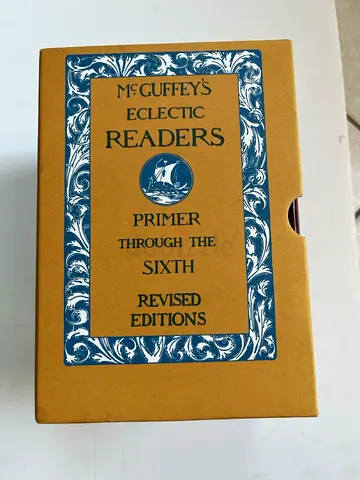 McGUFFEY'S
ECLECTIC
READERS
PRIMER
THROUGH THE
SIXTH
REVISED
EDITIONS